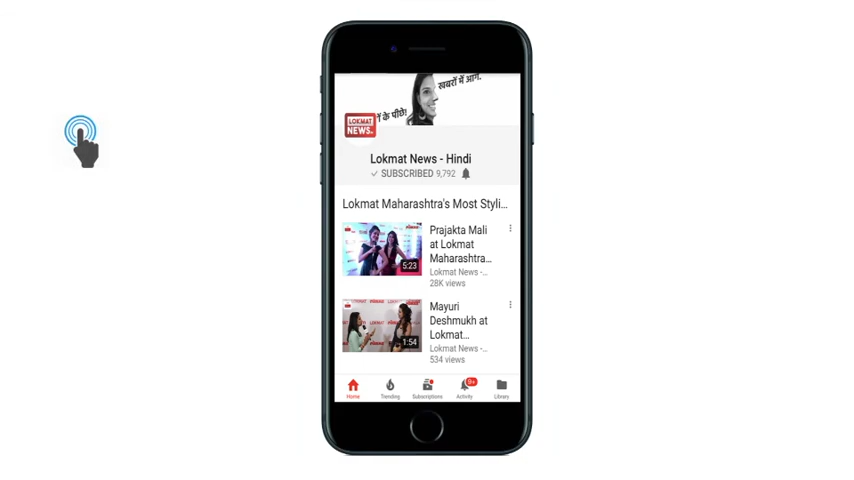 खबरों में आगे.
के पीछे!
LOKMAT
NEWS.
Lokmat News - Hindi
SUBSCRIBED 9,792
Lokmat Maharashtra's Most Styli...
Prajakta Mali
at Lokmat
Maharashtra...
Lokmat News -...
28K views
5:23
Mayuri
Deshmukh at
Lokmat...
Lokmat News -...
534 views
LOKMAT
1:54
9+
Home Trending Subscriptions Activity Library